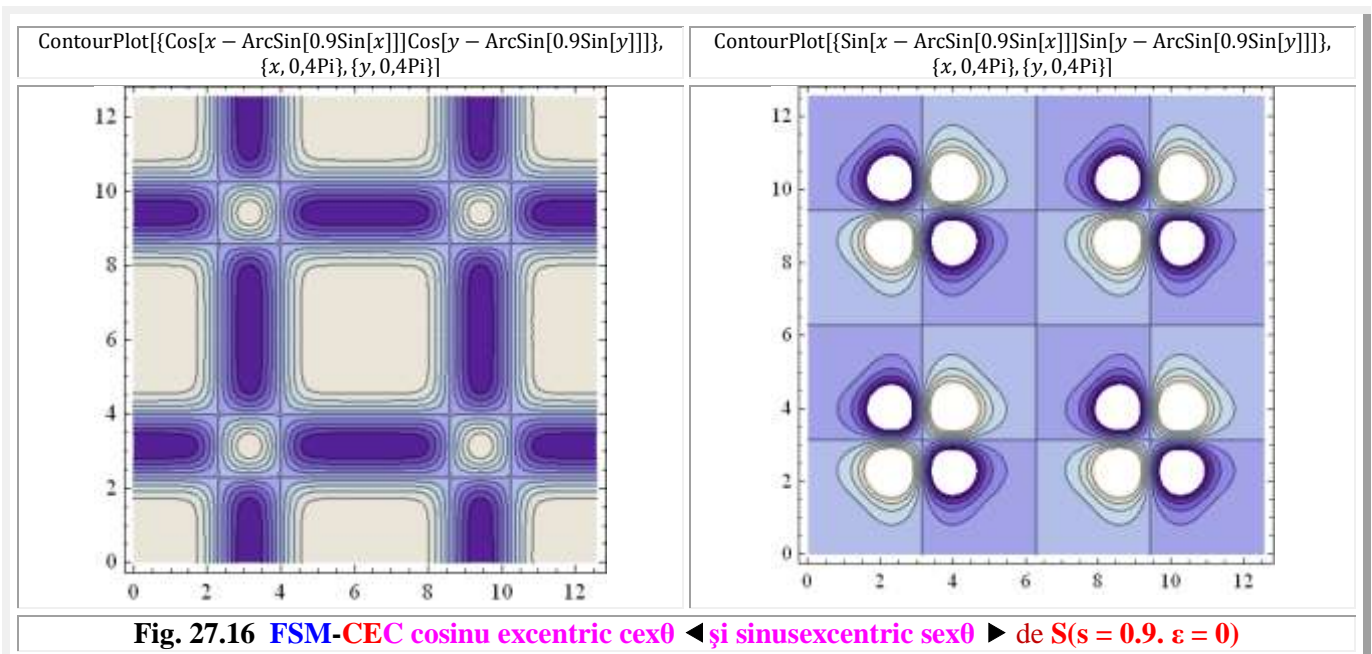 ContourPlot[{Cos[x − ArcSin[0.9Sin[x]]]Cos[y − ArcSin[0.9Sin[y]]]},
{x, 0,4Pi}, {y, 0,4Pi}]
ContourPlot[{Sin[x − ArcSin[0.9Sin[x]]]Sin[y − ArcSin[0.9Sin[y]]]},
{x, 0,4Pi}, {y, 0,4Pi}]
12
10
8
6
4
2
0
0 2 4 6 8 10 12
12
10
8
6
4
2
0
0 2 4 6 8 10 12
Fig. 27.16 FSM-CEC cosinu excentric cexθ ◄ şi sinusexcentric sexθ ► de S(s = 0.9. ε = 0)